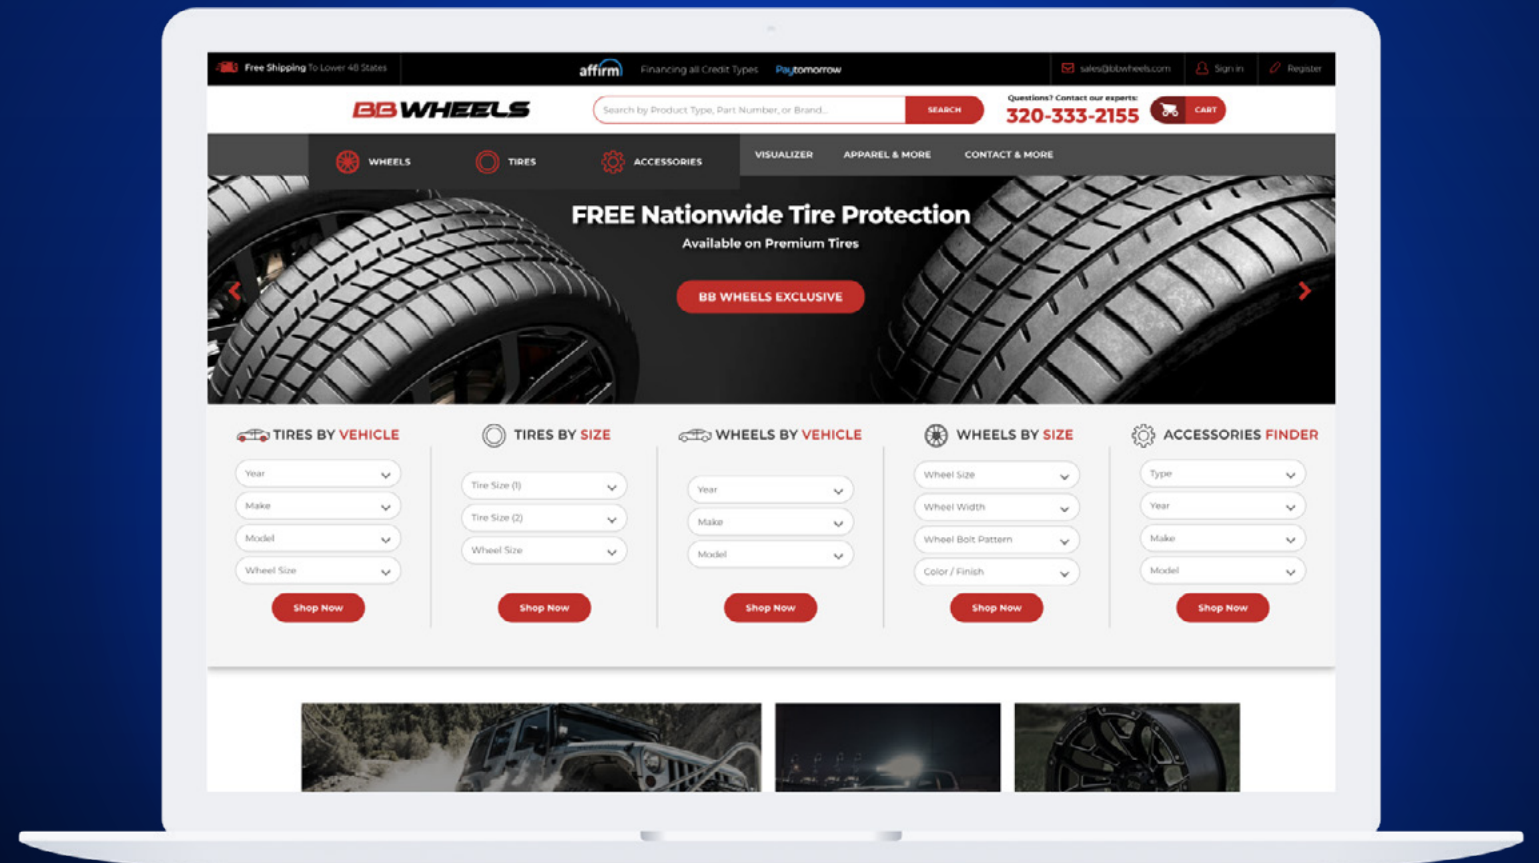 Free Shipping To Lower 48 States
affirm Financing all Credit Types Paytomorrow
sales@bbwheels.com
Sign in
Register
BBWHEELS
Search by Product Type, Part Number, or Brand...
SEARCH
Questions? Contact our experts:
320-333-2155
CART
WHEELS
TIRES
ACCESSORIES
VISUALIZER
APPAREL & MORE
CONTACT & MORE
FREE Nationwide Tire Protection
Available on Premium Tires
BB WHEELS EXCLUSIVE
TIRES BY VEHICLE
Year
Make
Model
Wheel Size
Shop Now
TIRES BY SIZE
Tire Size (1)
Tire Size (2)
Wheel Size
Shop Now
WHEELS BY VEHICLE
Year
Make
Model
Shop Now
WHEELS BY SIZE
Wheel Size
Wheel Width
Wheel Bolt Pattern
Color / Finish
Shop Now
ACCESSORIES FINDER
Type
Year
Make
Model
Shop Now